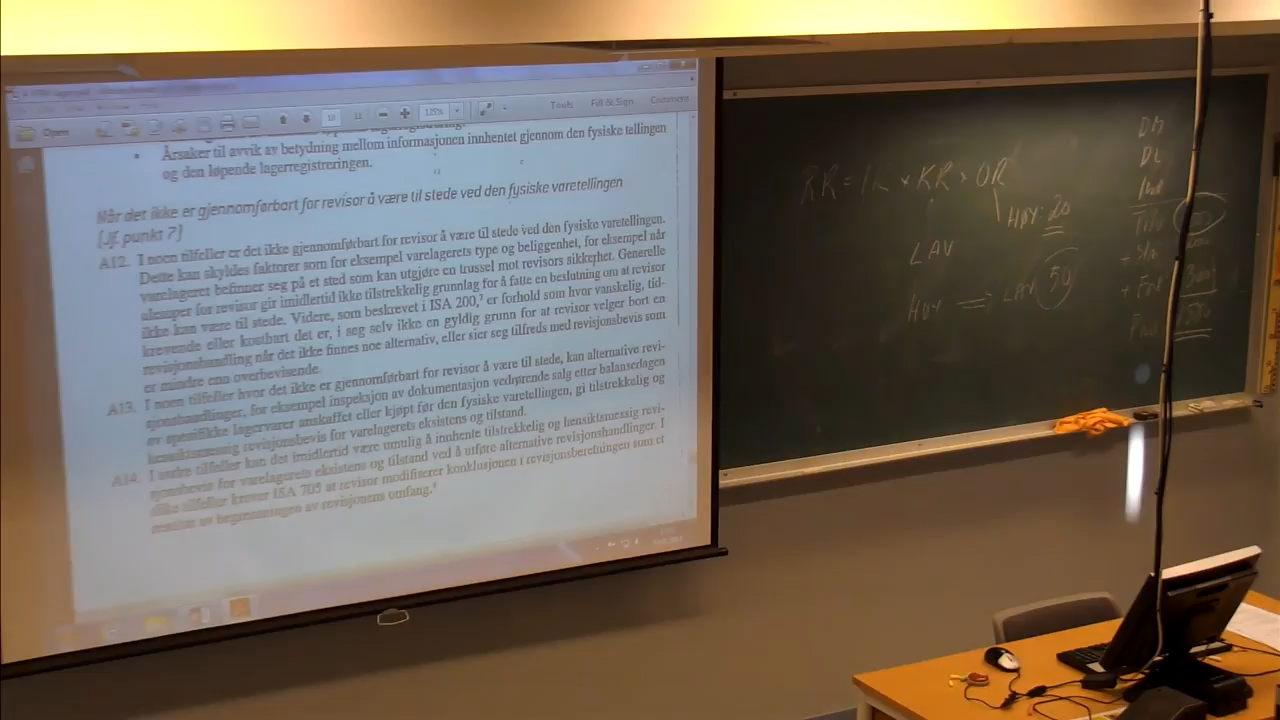 Open
10
125%
Tools
Fill & Sign
Comment
Årsaker til avvik av betydning mellom informasjonen innhentet gjennom den fysiske tellingen
og den løpende lagerregistreringen.
Når det ikke er gjennomførbart for revisor å være til stede ved den fysiske varetellingen
[Jf. punkt 7]
A12. I noen tilfeller er det ikke gjennomførbart for revisor å være til stede ved den fysiske varetellingen.
Dette kan skyldes faktorer som for eksempel varelagerets type og beliggenhet, for eksempel når
varelageret befinner seg på et sted som kan utgjøre en trussel mot revisors sikkerhet. Generelle
ulemper for revisor gir imidlertid ikke tilstrekkelig grunnlag for å fatte en beslutning om at revisor
ikke kan være til stede. Videre, som beskrevet i ISA 200,⁷ er forhold som hvor vanskelig, tid-
krevende eller kostbart det er, i seg selv ikke en gyldig grunn for at revisor velger bort en
revisjonshandling når det ikke finnes noe alternativ, eller sier seg tilfreds med revisjonsbevis som
er mindre enn overbevisende.
A13. I noen tilfeller hvor det ikke er gjennomførbart for revisor å være til stede, kan alternative revi-
sjonshandlinger, for eksempel inspeksjon av dokumentasjon vedrørende salg etter balansedagen
av spesifikke lagervarer anskaffet eller kjøpt før den fysiske varetellingen, gi tilstrekkelig og
hensiktsmessig revisjonsbevis for varelagerets eksistens og tilstand.
A14. I andre tilfeller kan det imidlertid være umulig å innhente tilstrekkelig og hensiktsmessig revi-
sjonsbevis for varelagerets eksistens og tilstand ved å utføre alternative revisjonshandlinger. I
slike tilfeller krever ISA 705 at revisor modifiserer konklusjonen i revisjonsberetningen som et
resultat av begrensningen av revisjonens omfang.⁸
RR = IR × KR × OR
HØY: 20
LAV
HØY ⇒ LAV 50